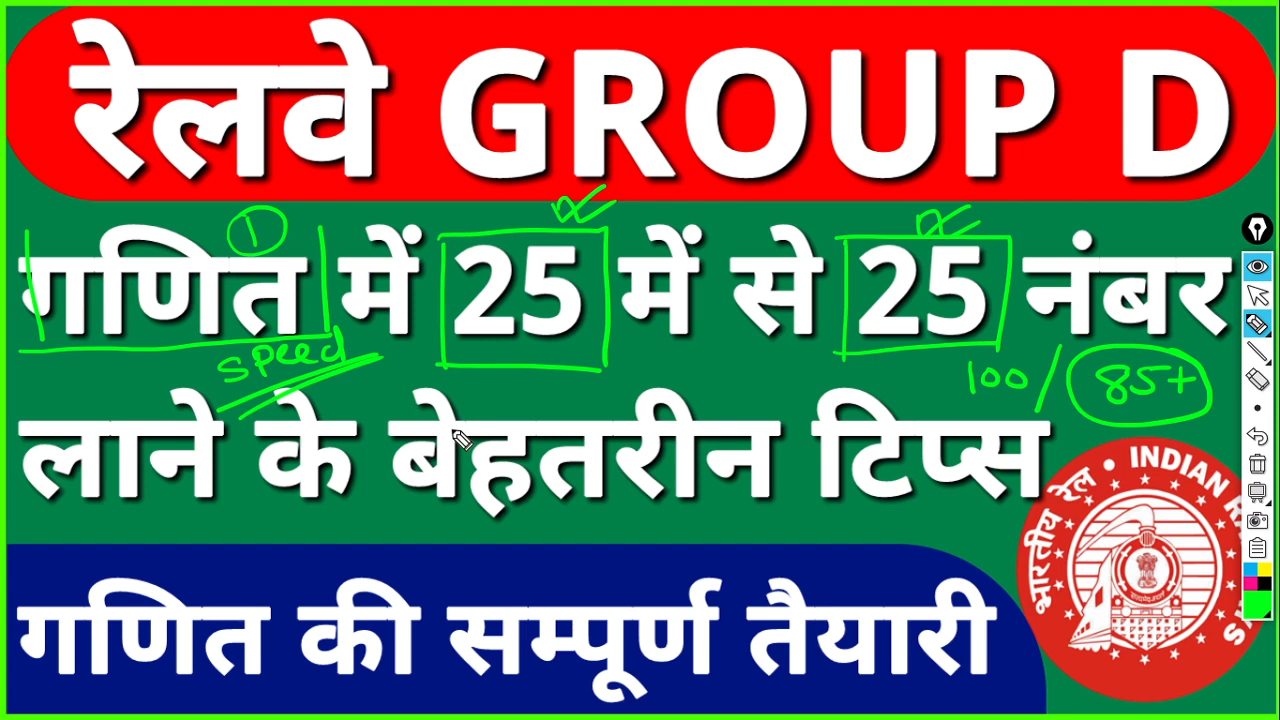 रेलवे GROUP D
①
गणित में 25 में से 25 नंबर
speed
100 / 85+
लाने के बेहतरीन टिप्स
भारतीय रेल • INDIAN
गणित की सम्पूर्ण तैयारी